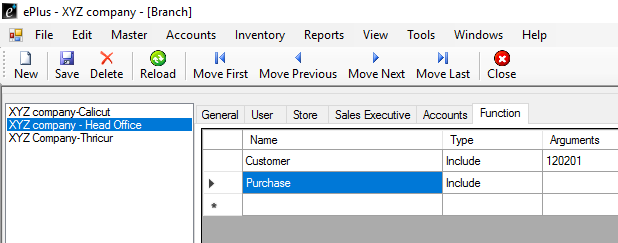 ePlus - XYZ company - [Branch]
File Edit Master Accounts Inventory Reports View Tools Windows Help
New Save Delete Reload Move First Move Previous Move Next Move Last Close
XYZ company-Calicut
XYZ company - Head Office
XYZ Company-Thricur
General User Store Sales Executive Accounts Function
Name Type Arguments
Customer Include 120201
Purchase Include